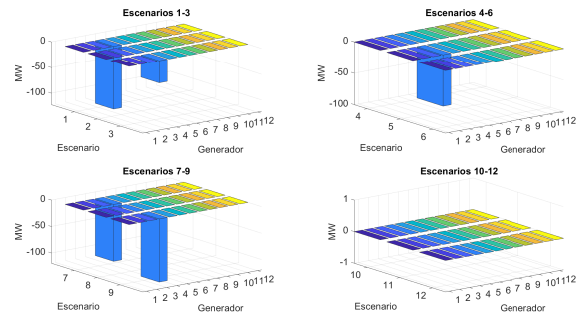 Escenarios 1-3
0
-50
-100
MW
1
2
3
Escenario
1 2 3 4 5 6 7 8 9 10 11 12
Generador
Escenarios 4-6
0
-50
-100
MW
4
5
6
Escenario
1 2 3 4 5 6 7 8 9 10 11 12
Generador
Escenarios 7-9
0
-50
-100
MW
7
8
9
Escenario
1 2 3 4 5 6 7 8 9 10 11 12
Generador
Escenarios 10-12
1
0
-1
MW
10
11
12
Escenario
1 2 3 4 5 6 7 8 9 10 11 12
Generador